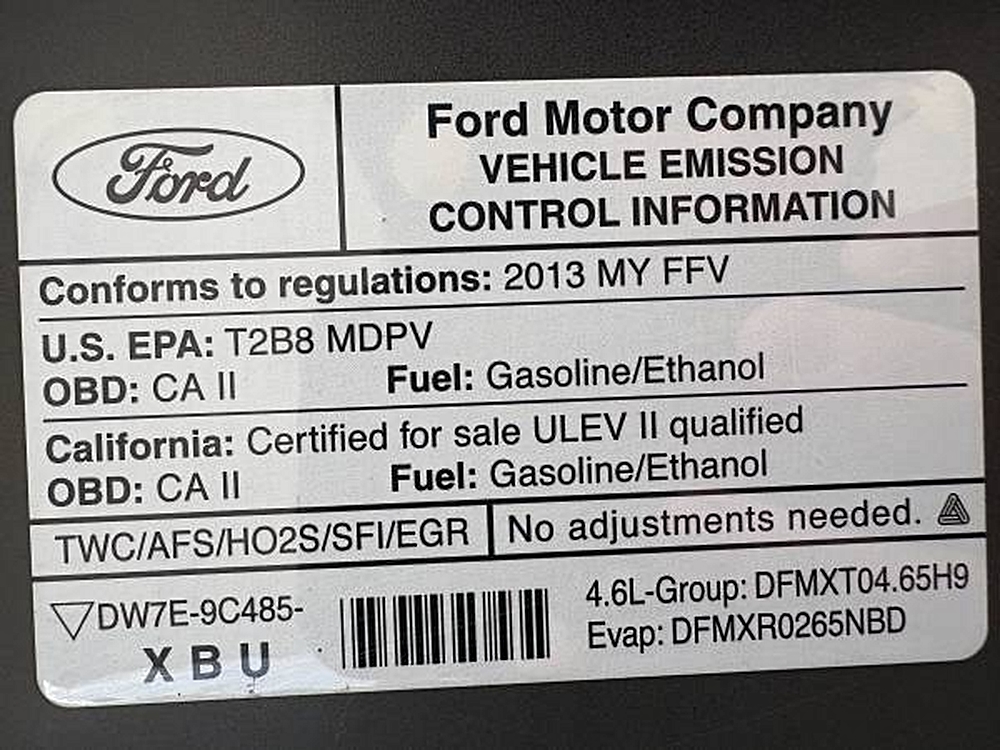 Ford
Ford Motor Company
VEHICLE EMISSION
CONTROL INFORMATION
Conforms to regulations: 2013 MY FFV
U.S. EPA: T2B8 MDPV
OBD: CA II Fuel: Gasoline/Ethanol
California: Certified for sale ULEV II qualified
OBD: CA II Fuel: Gasoline/Ethanol
TWC/AFS/HO2S/SFI/EGR No adjustments needed.
DW7E-9C485-
X B U
4.6L-Group: DFMXT04.65H9
Evap: DFMXR0265NBD